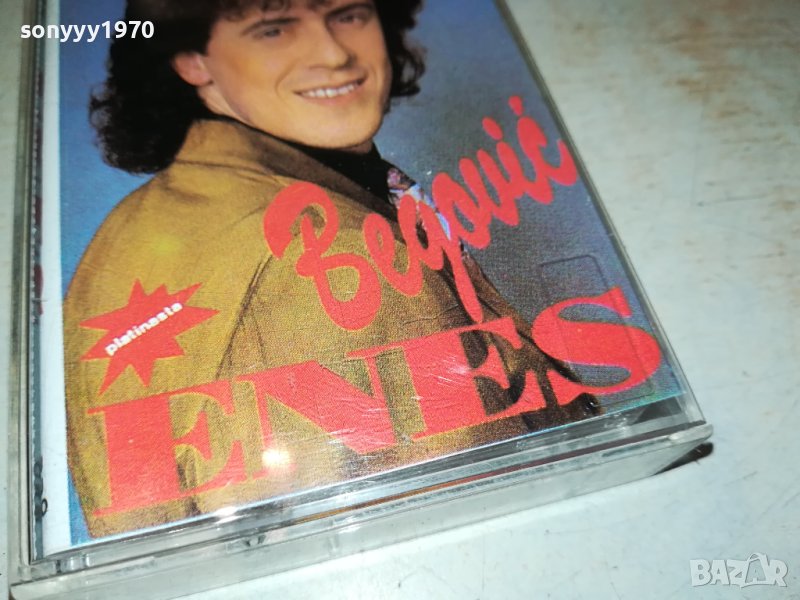 sonyyy1970
Begović
platinasta
ENES
BAZAR